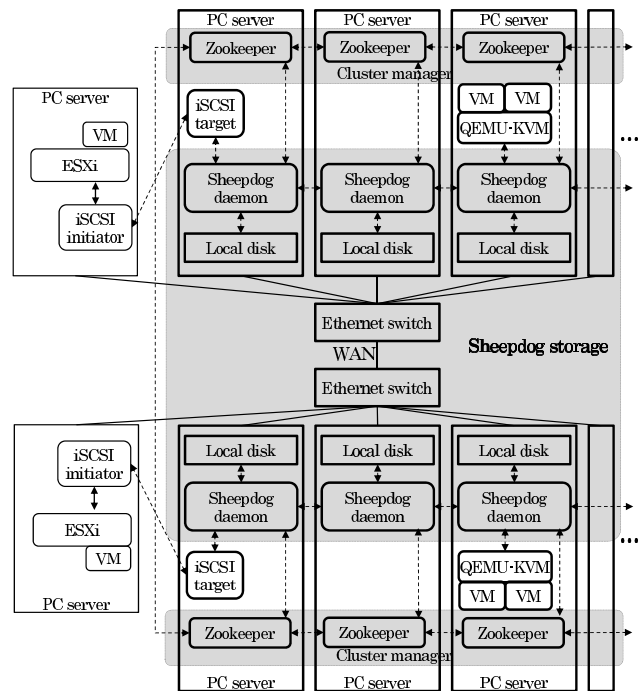 PC server
PC server
PC server
Zookeeper
Zookeeper
Zookeeper
Cluster manager
PC server
VM
ESXi
iSCSI
initiator
iSCSI
target
VM
VM
QEMU-KVM
...
Sheepdog
daemon
Sheepdog
daemon
Sheepdog
daemon
Local disk
Local disk
Local disk
Ethernet switch
WAN
Sheepdog storage
Ethernet switch
iSCSI
initiator
ESXi
VM
PC server
Local disk
Local disk
Local disk
Sheepdog
daemon
Sheepdog
daemon
Sheepdog
daemon
...
iSCSI
target
QEMU-KVM
VM
VM
Zookeeper
Zookeeper
Zookeeper
Cluster manager
PC server
PC server
PC server